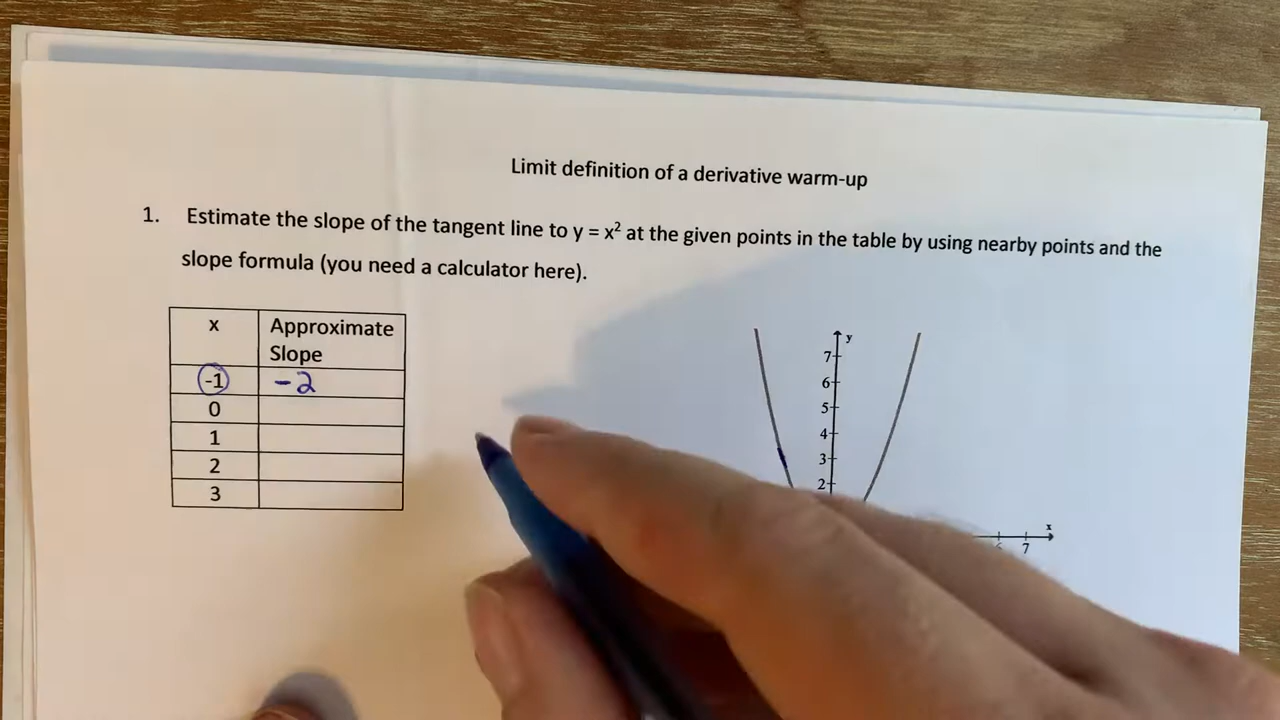 Limit definition of a derivative warm-up
1. Estimate the slope of the tangent line to y = x² at the given points in the table by using nearby points and the
slope formula (you need a calculator here).
x Approximate
Slope
-1 -2
0
1
2
3
y
7
6
5
4
3
2
x
7